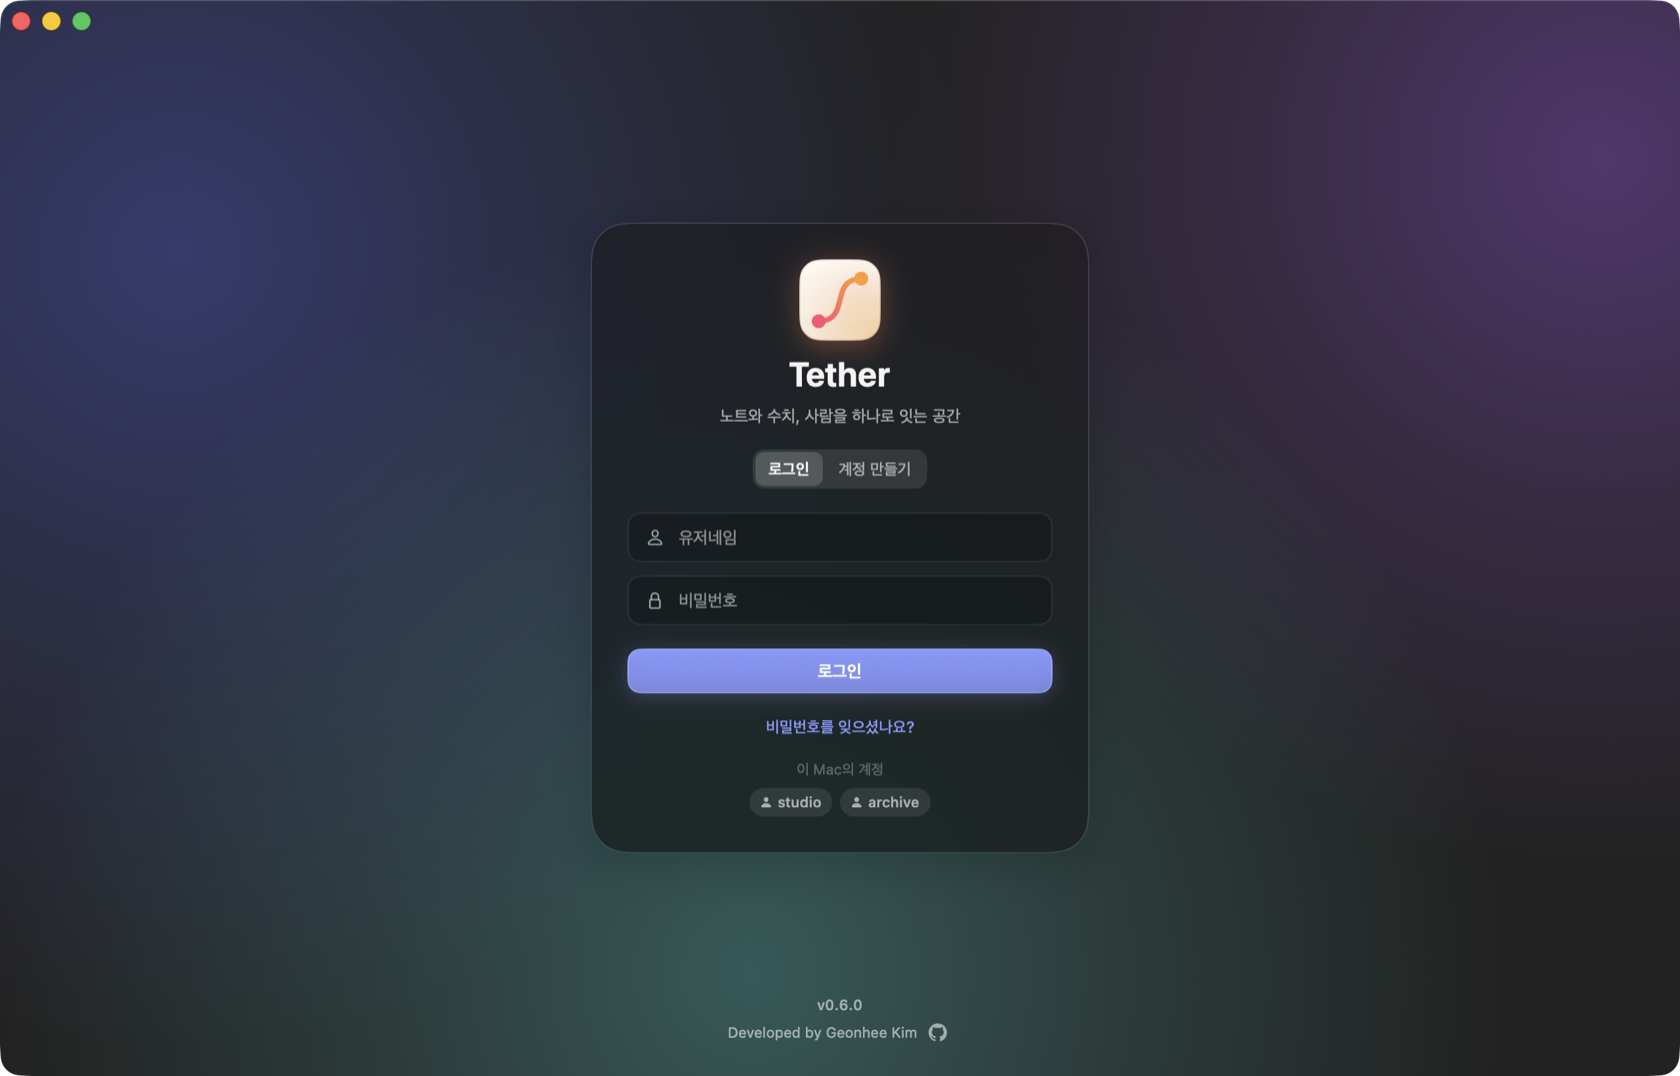 Tether
노트와 수치, 사람을 하나로 잇는 공간
로그인 계정 만들기
유저네임
비밀번호
로그인
비밀번호를 잊으셨나요?
이 Mac의 계정
studio archive
v0.6.0
Developed by Geonhee Kim